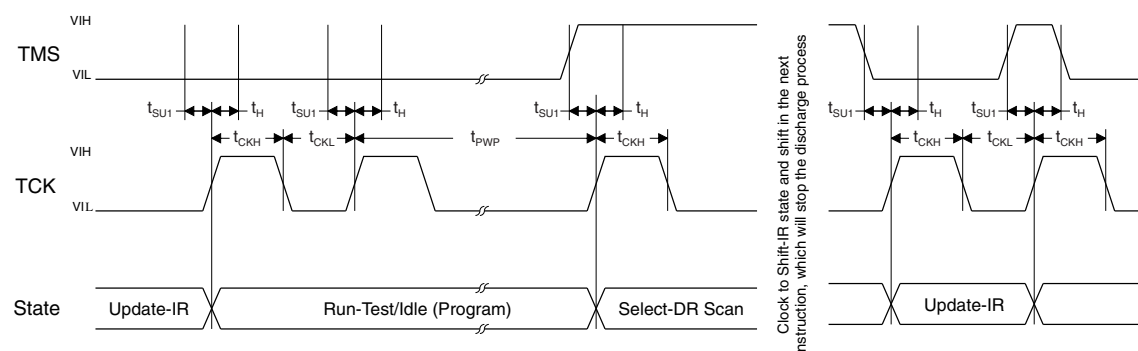 VIH
TMS
VIL
tSU1 tH tSU1 tH tSU1 tH tSU1 tH tSU1 tH
tCKH tCKL tPWP tCKH tCKH tCKL tCKH
VIH
TCK
VIL
State Update-IR Run-Test/Idle (Program) Select-DR Scan Update-IR
Clock to Shift-IR state and shift in the next
nstruction, which will stop the discharge process